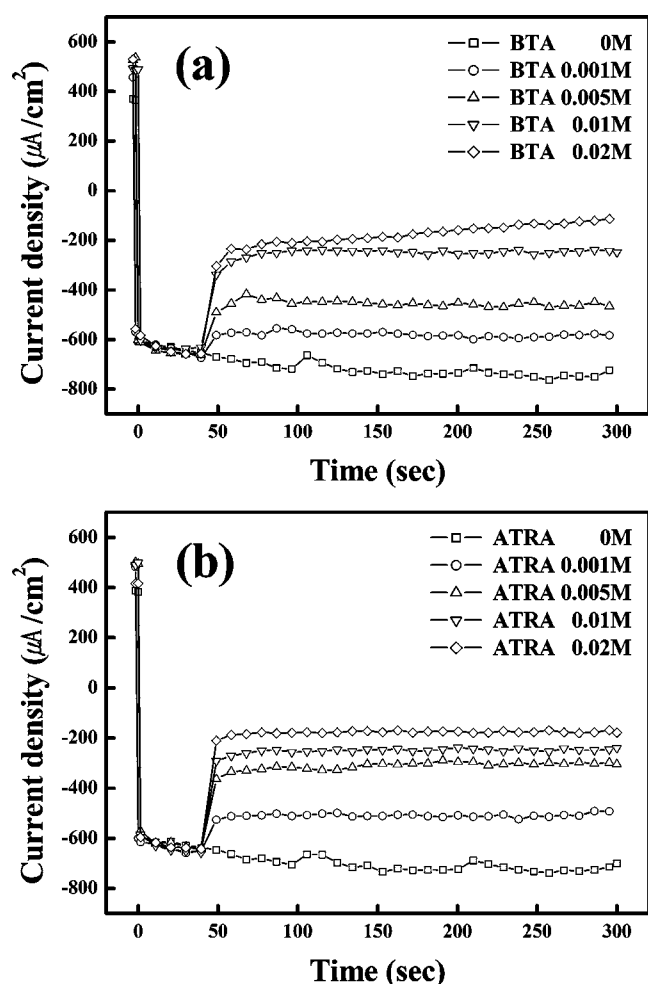 (a)
BTA 0M
BTA 0.001M
BTA 0.005M
BTA 0.01M
BTA 0.02M
600
400
200
0
-200
-400
-600
-800
Current density (μA/cm²)
0 50 100 150 200 250 300
Time (sec)
(b)
ATRA 0M
ATRA 0.001M
ATRA 0.005M
ATRA 0.01M
ATRA 0.02M
600
400
200
0
-200
-400
-600
-800
Current density (μA/cm²)
0 50 100 150 200 250 300
Time (sec)